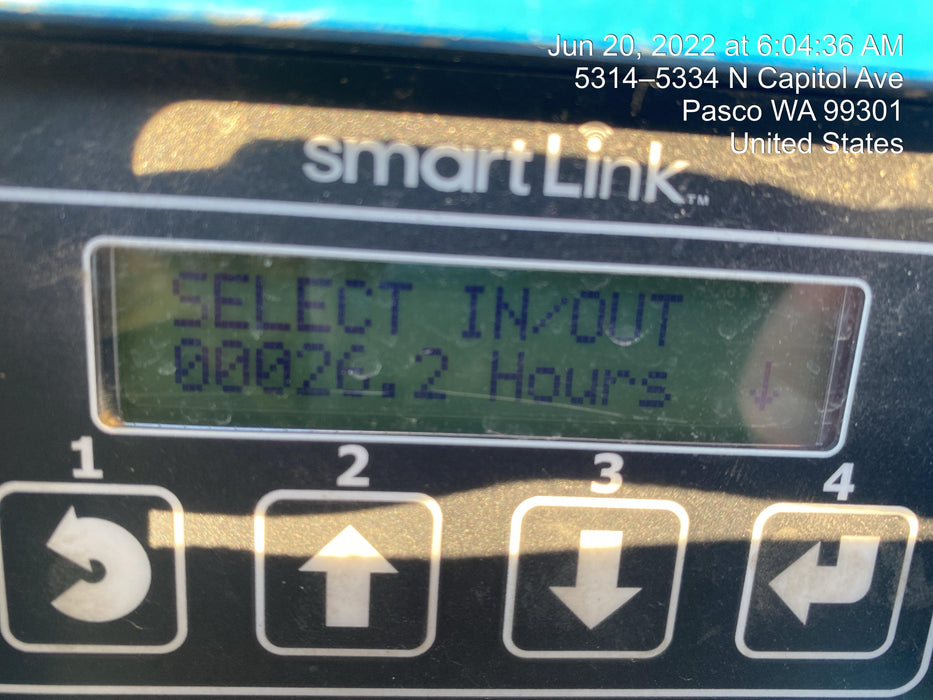 Jun 20, 2022 at 6:04:36 AM
5314–5334 N Capitol Ave
Pasco WA 99301
United States
smartLink™
SELECT IN/OUT
00026.2 Hours ↓
1 2 3 4